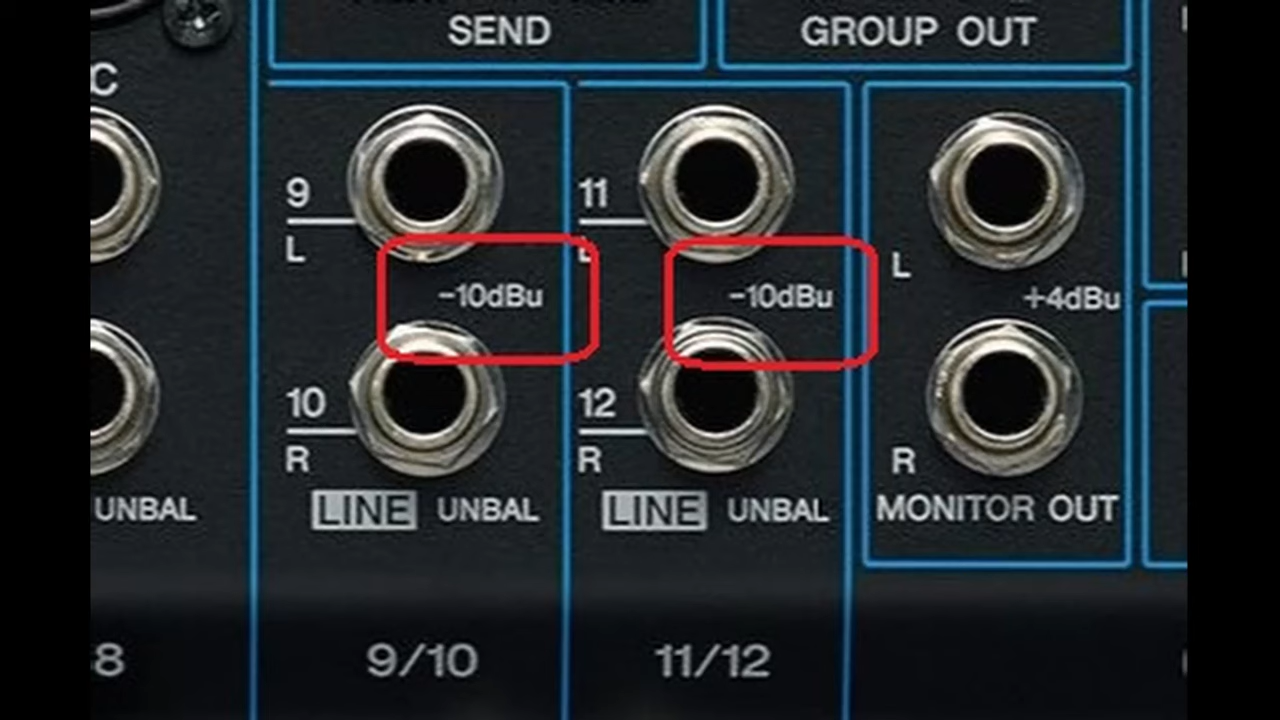 SEND
GROUP OUT
C
9
L
-10dBu
10
R
LINE UNBAL
11
-10dBu
12
R
LINE UNBAL
L
+4dBu
R
MONITOR OUT
UNBAL
8
9/10
11/12